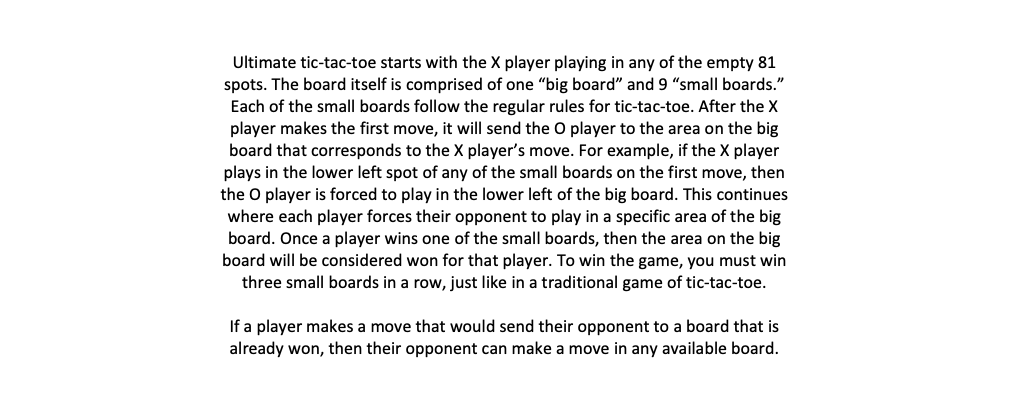 Ultimate tic-tac-toe starts with the X player playing in any of the empty 81
spots. The board itself is comprised of one “big board” and 9 “small boards.”
Each of the small boards follow the regular rules for tic-tac-toe. After the X
player makes the first move, it will send the O player to the area on the big
board that corresponds to the X player’s move. For example, if the X player
plays in the lower left spot of any of the small boards on the first move, then
the O player is forced to play in the lower left of the big board. This continues
where each player forces their opponent to play in a specific area of the big
board. Once a player wins one of the small boards, then the area on the big
board will be considered won for that player. To win the game, you must win
three small boards in a row, just like in a traditional game of tic-tac-toe.
If a player makes a move that would send their opponent to a board that is
already won, then their opponent can make a move in any available board.